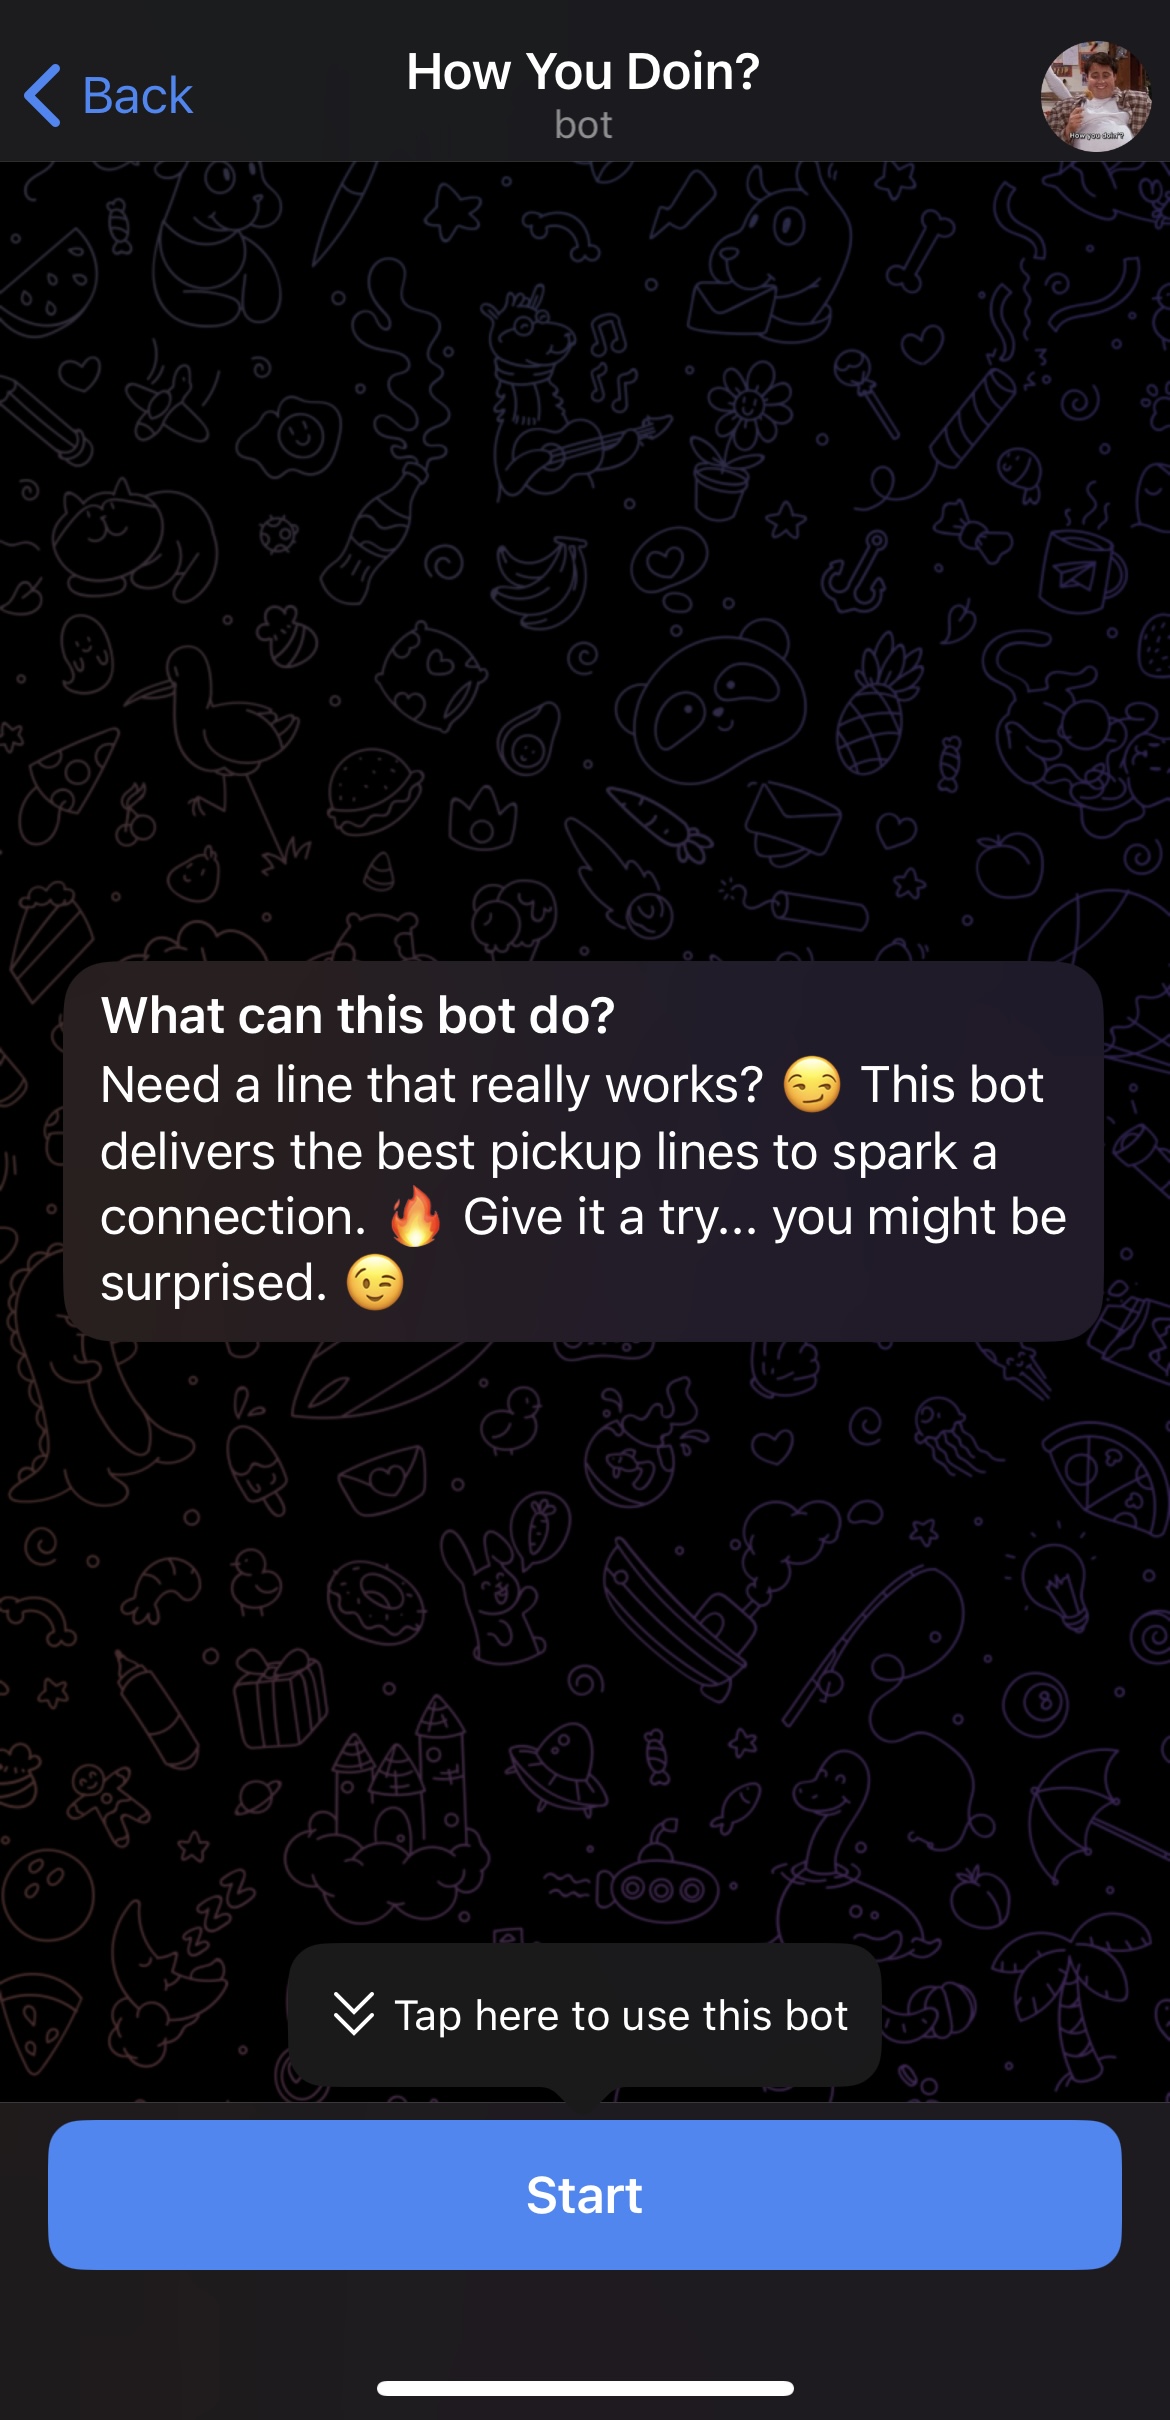 Back
How You Doin?
bot
How you doin'?
What can this bot do?
Need a line that really works? 😏 This bot
delivers the best pickup lines to spark a
connection. 🔥 Give it a try... you might be
surprised. 😉
Tap here to use this bot
Start